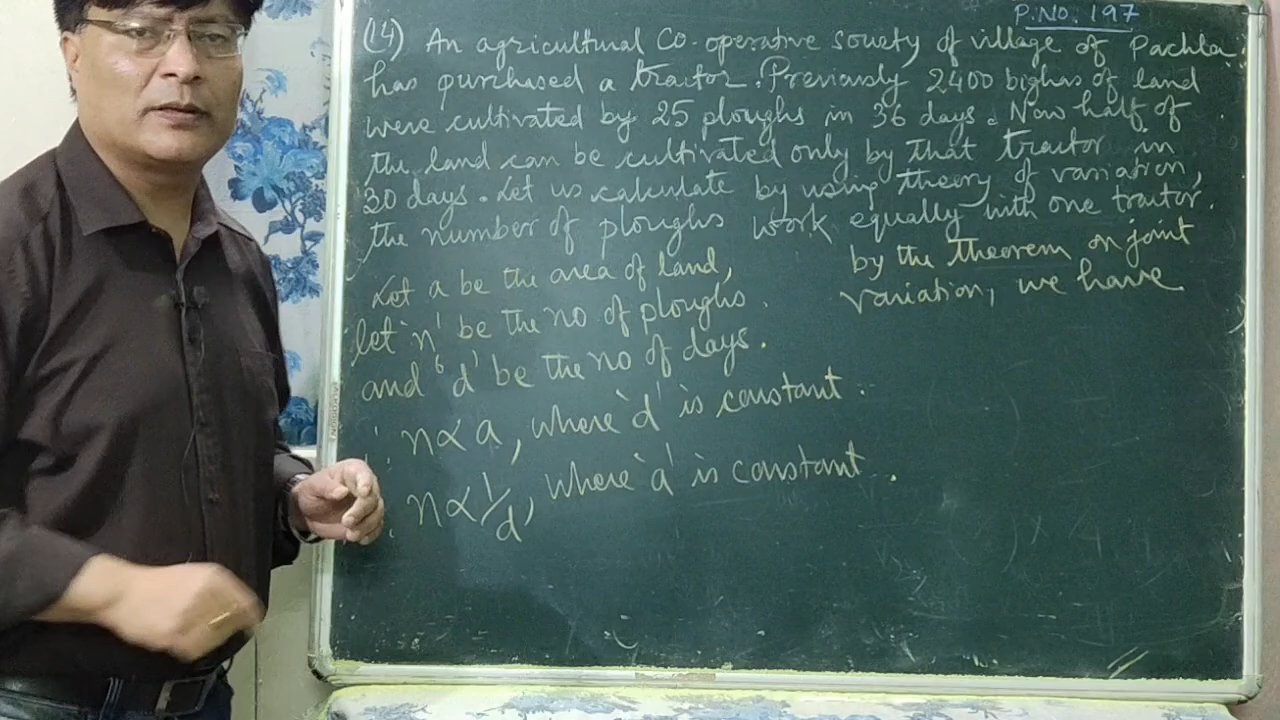 P.NO. 197
(14) An agricultural Co-operative society of village of Pachla
has purchased a tractor. Previously 2400 bighas of land
were cultivated by 25 ploughs in 36 days. Now half of
the land can be cultivated only by that tractor in
30 days. Let us calculate by using theory of variation,
the number of ploughs work equally with one tractor.
Let a be the area of land,
let 'n' be the no of ploughs.
and 'd' be the no of days.
∴ n ∝ a, where 'd' is constant.
∴ n ∝ 1/d, where 'a' is constant.
by the theorem on joint
variation, we have